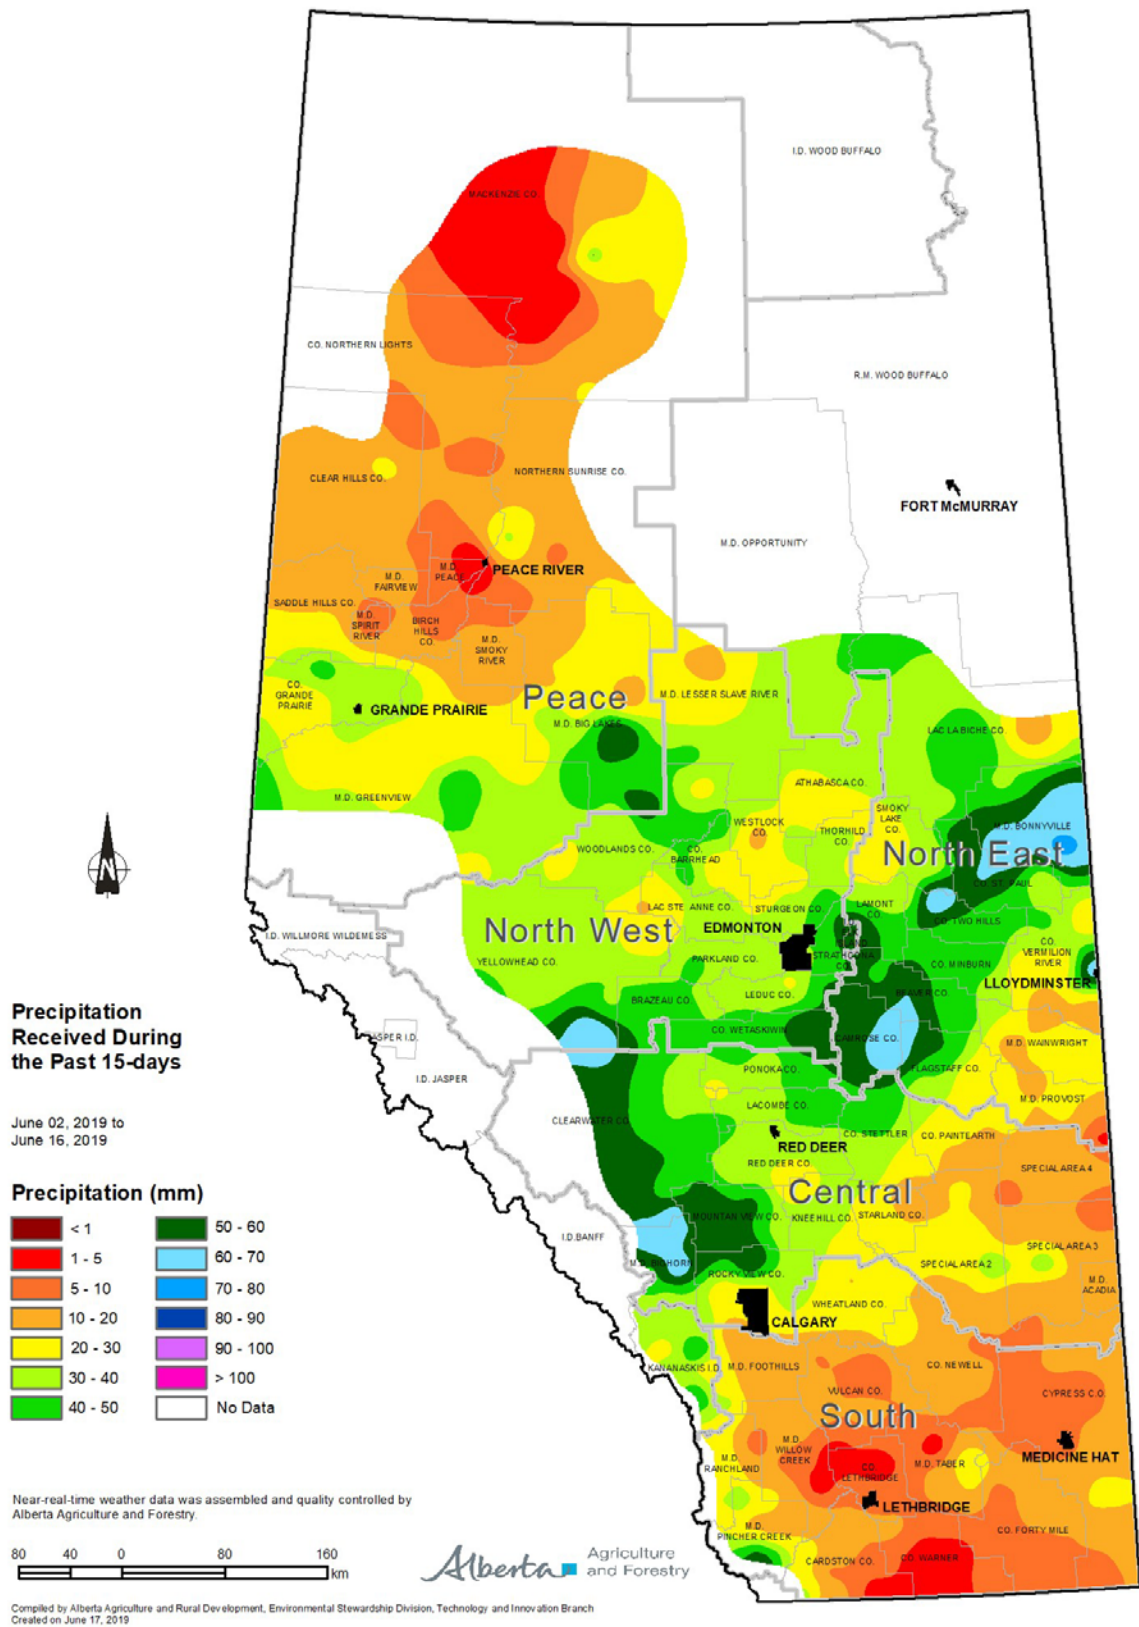 I.D. WOOD BUFFALO
MACKENZIE CO.
CO. NORTHERN LIGHTS
R.M. WOOD BUFFALO
CLEAR HILLS CO.
NORTHERN SUNRISE CO.
FORT McMURRAY
M.D. OPPORTUNITY
M.D.
PEACE
PEACE RIVER
M.D.
FAIRVIEW
SADDLE HILLS CO.
M.D.
SPIRIT
RIVER
BIRCH
HILLS
CO.
M.D.
SMOKY
RIVER
CO.
GRANDE
PRAIRIE
GRANDE PRAIRIE
Peace
M.D. LESSER SLAVE RIVER
M.D. BIG LAKES
LAC LA BICHE CO.
M.D. GREENVIEW
ATHABASCA CO.
SMOKY
LAKE
CO.
WESTLOCK
CO.
THORHILD
CO.
M.D. BONNYVILLE
WOODLANDS CO.
CO.
BARRHEAD
North East
CO. ST. PAUL
LAC STE ANNE CO.
STURGEON CO.
LAMONT
CO.
CO. TWO HILLS
North West
EDMONTON
ISLAND
STRATHCONA
CO.
I.D. WILLMORE WILDERNESS
YELLOWHEAD CO.
PARKLAND CO.
CO. MINBURN
CO.
VERMILION
RIVER
LLOYDMINSTER
LEDUC CO.
BEAVER CO.
BRAZEAU CO.
CO. WETASKIWIN
CAMROSE CO.
M.D. WAINWRIGHT
JASPER I.D.
I.D. JASPER
PONOKA CO.
FLAGSTAFF CO.
M.D. PROVOST
LACOMBE CO.
CLEARWATER CO.
RED DEER
CO. STETTLER
CO. PAINTEARTH
RED DEER CO.
SPECIAL AREA 4
Central
MOUNTAIN VIEW CO.
KNEEHILL CO.
STARLAND CO.
I.D. BANFF
SPECIAL AREA 3
M.D. BIGHORN
ROCKY VIEW CO.
SPECIAL AREA 2
M.D.
ACADIA
WHEATLAND CO.
CALGARY
KANANASKIS I.D.
M.D. FOOTHILLS
CO. NEWELL
VULCAN CO.
CYPRESS C.O.
South
M.D.
WILLOW
CREEK
M.D.
RANCHLAND
CO.
LETHBRIDGE
M.D. TABER
MEDICINE HAT
LETHBRIDGE
M.D.
PINCHER CREEK
CO. FORTY MILE
CARDSTON CO.
CO. WARNER
N
Precipitation
Received During
the Past 15-days
June 02, 2019 to
June 16, 2019
Precipitation (mm)
< 1
1 - 5
5 - 10
10 - 20
20 - 30
30 - 40
40 - 50
50 - 60
60 - 70
70 - 80
80 - 90
90 - 100
> 100
No Data
Near-real-time weather data was assembled and quality controlled by
Alberta Agriculture and Forestry.
80 40 0 80 160
km
Alberta
Agriculture
and Forestry
Compiled by Alberta Agriculture and Rural Development, Environmental Stewardship Division, Technology and Innovation Branch
Created on June 17, 2019